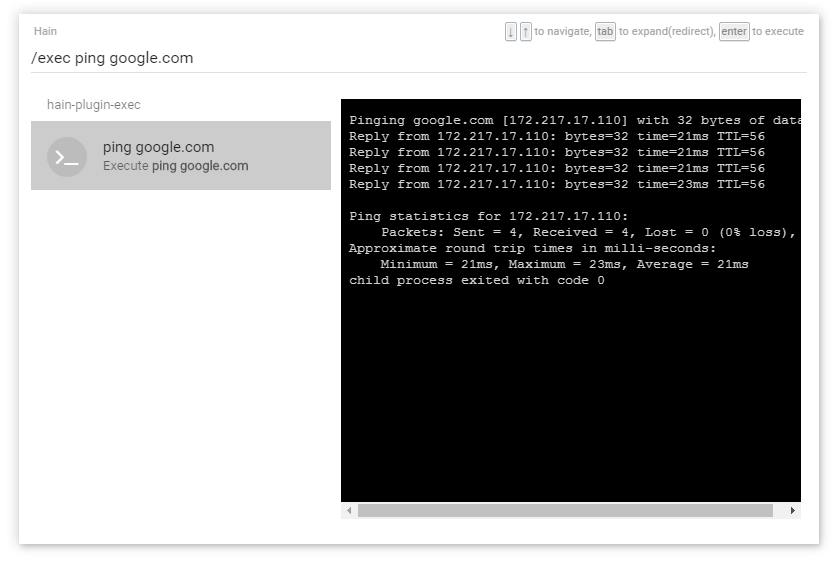 Hain
↓ ↑ to navigate, tab to expand(redirect), enter to execute
/exec ping google.com
hain-plugin-exec
ping google.com
Execute ping google.com
Pinging google.com [172.217.17.110] with 32 bytes of data
Reply from 172.217.17.110: bytes=32 time=21ms TTL=56
Reply from 172.217.17.110: bytes=32 time=21ms TTL=56
Reply from 172.217.17.110: bytes=32 time=21ms TTL=56
Reply from 172.217.17.110: bytes=32 time=23ms TTL=56
Ping statistics for 172.217.17.110:
Packets: Sent = 4, Received = 4, Lost = 0 (0% loss),
Approximate round trip times in milli-seconds:
Minimum = 21ms, Maximum = 23ms, Average = 21ms
child process exited with code 0